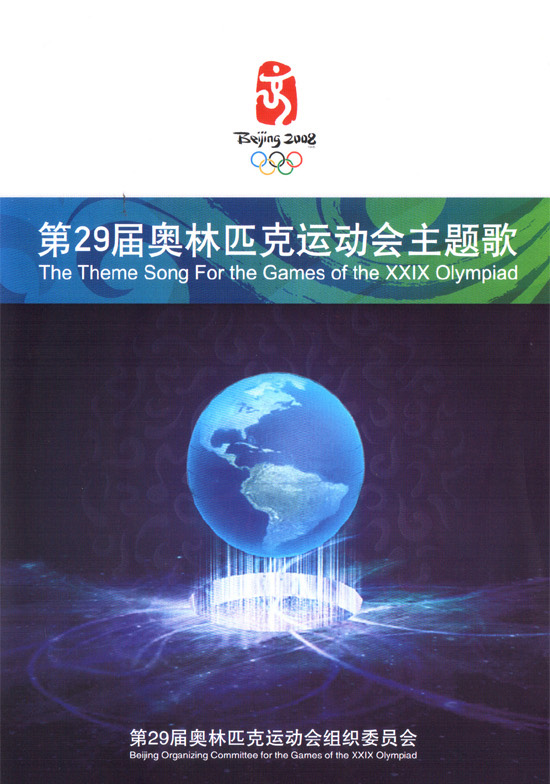 Beijing 2008
第29届奥林匹克运动会主题歌
The Theme Song For the Games of the XXIX Olympiad
第29届奥林匹克运动会组织委员会
Beijing Organizing Committee for the Games of the XXIX Olympiad